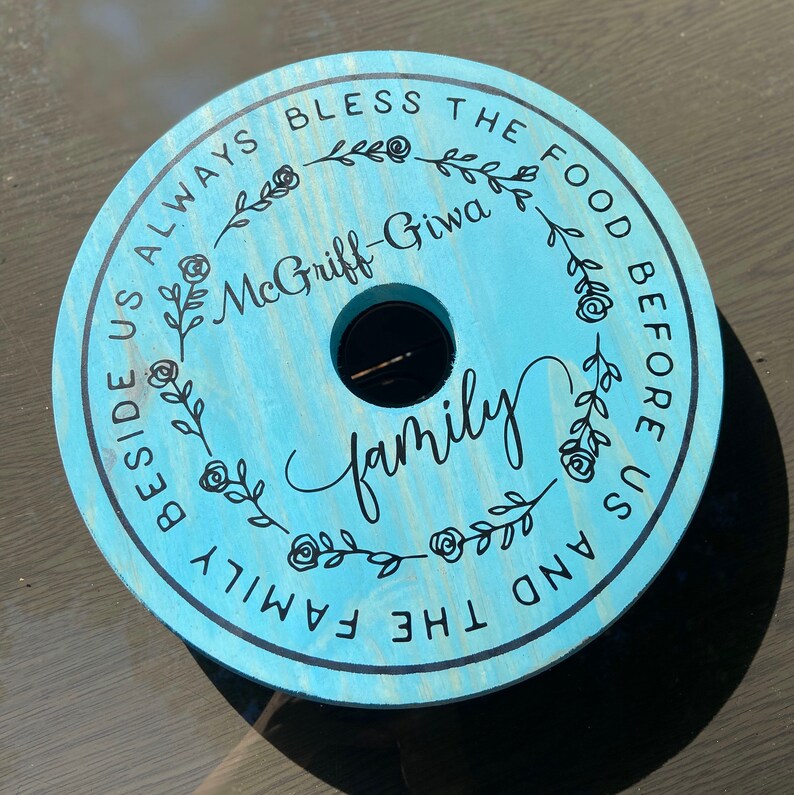 ALWAYS BLESS THE FOOD BEFORE US AND THE FAMILY BESIDE US
McGriff-Giwa
family